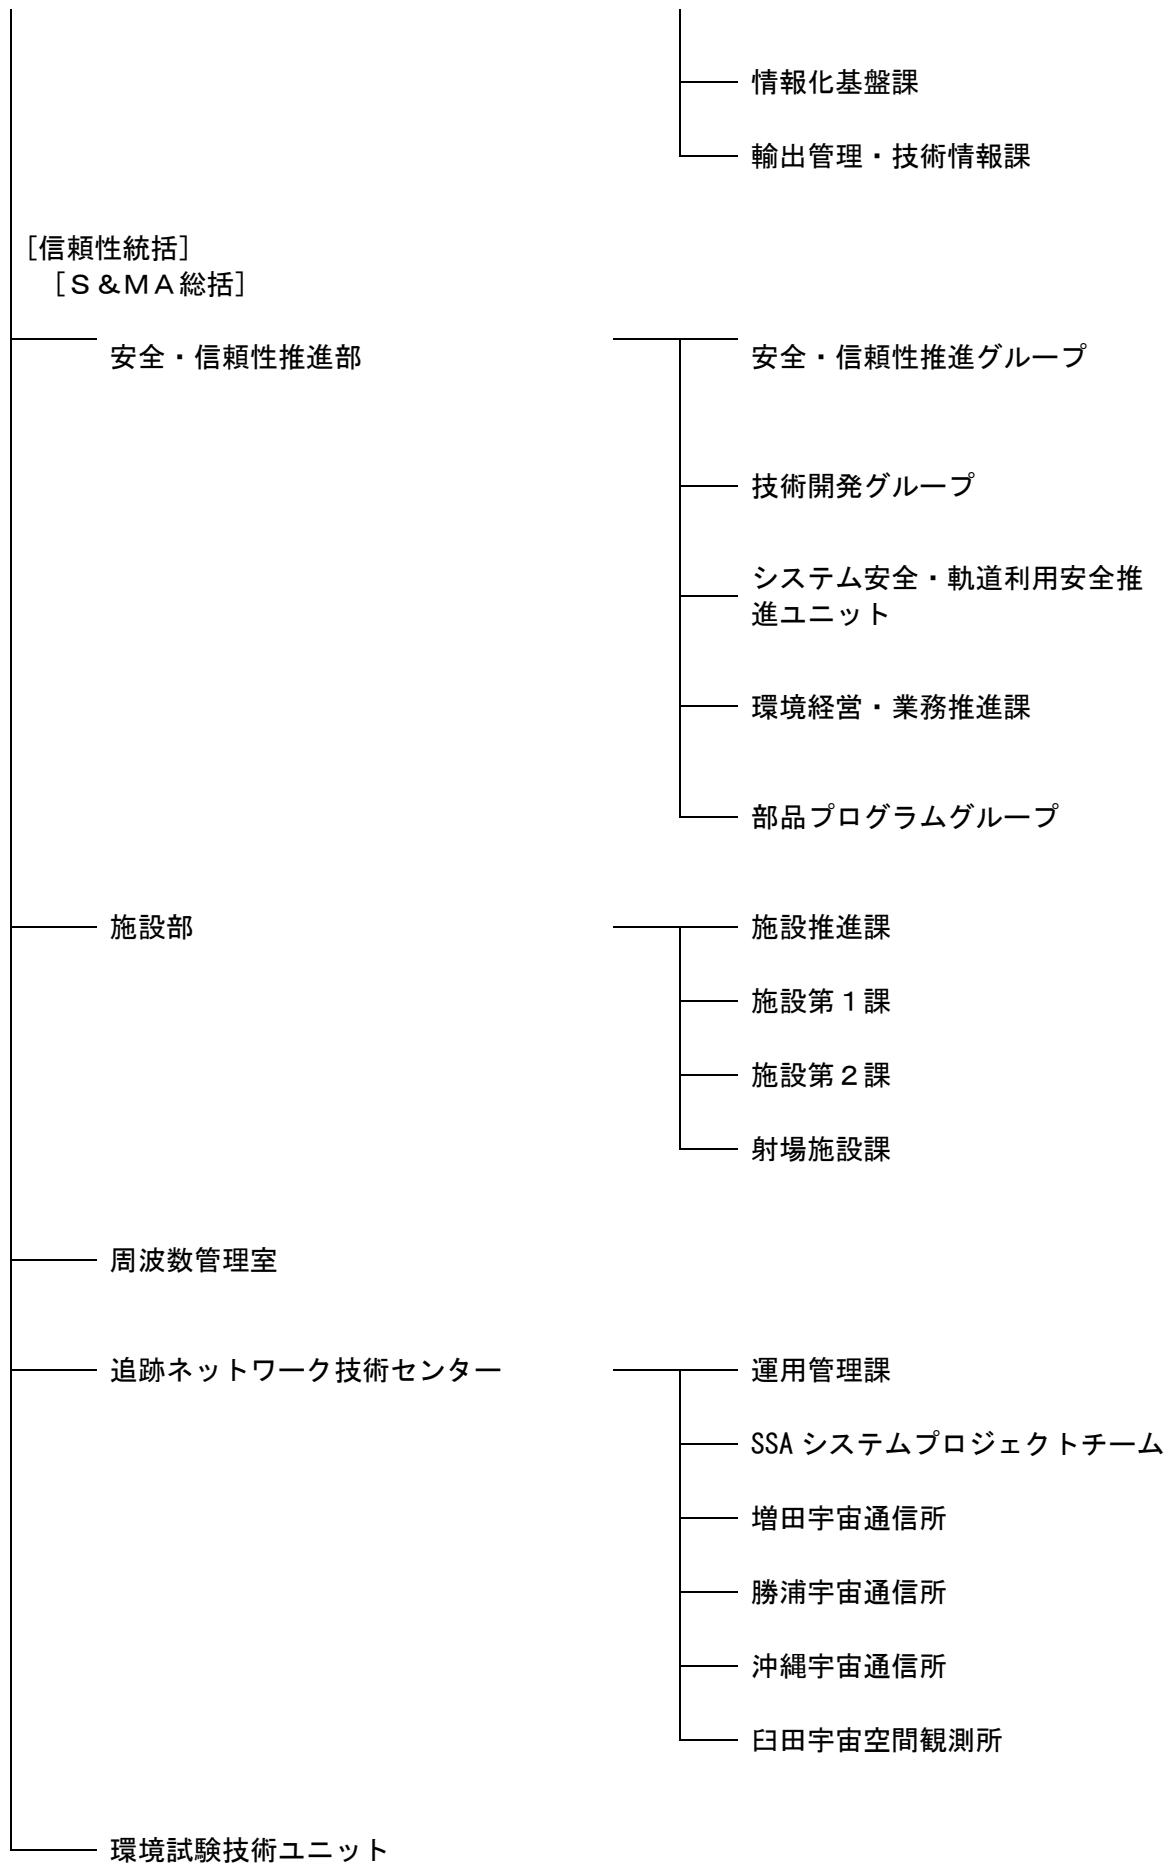 情報化基盤課
輸出管理・技術情報課
[信頼性統括]
[Ｓ＆ＭＡ総括]
安全・信頼性推進部
安全・信頼性推進グループ
技術開発グループ
システム安全・軌道利用安全推
進ユニット
環境経営・業務推進課
部品プログラムグループ
施設部
施設推進課
施設第１課
施設第２課
射場施設課
周波数管理室
追跡ネットワーク技術センター
運用管理課
SSA システムプロジェクトチーム
増田宇宙通信所
勝浦宇宙通信所
沖縄宇宙通信所
臼田宇宙空間観測所
環境試験技術ユニット